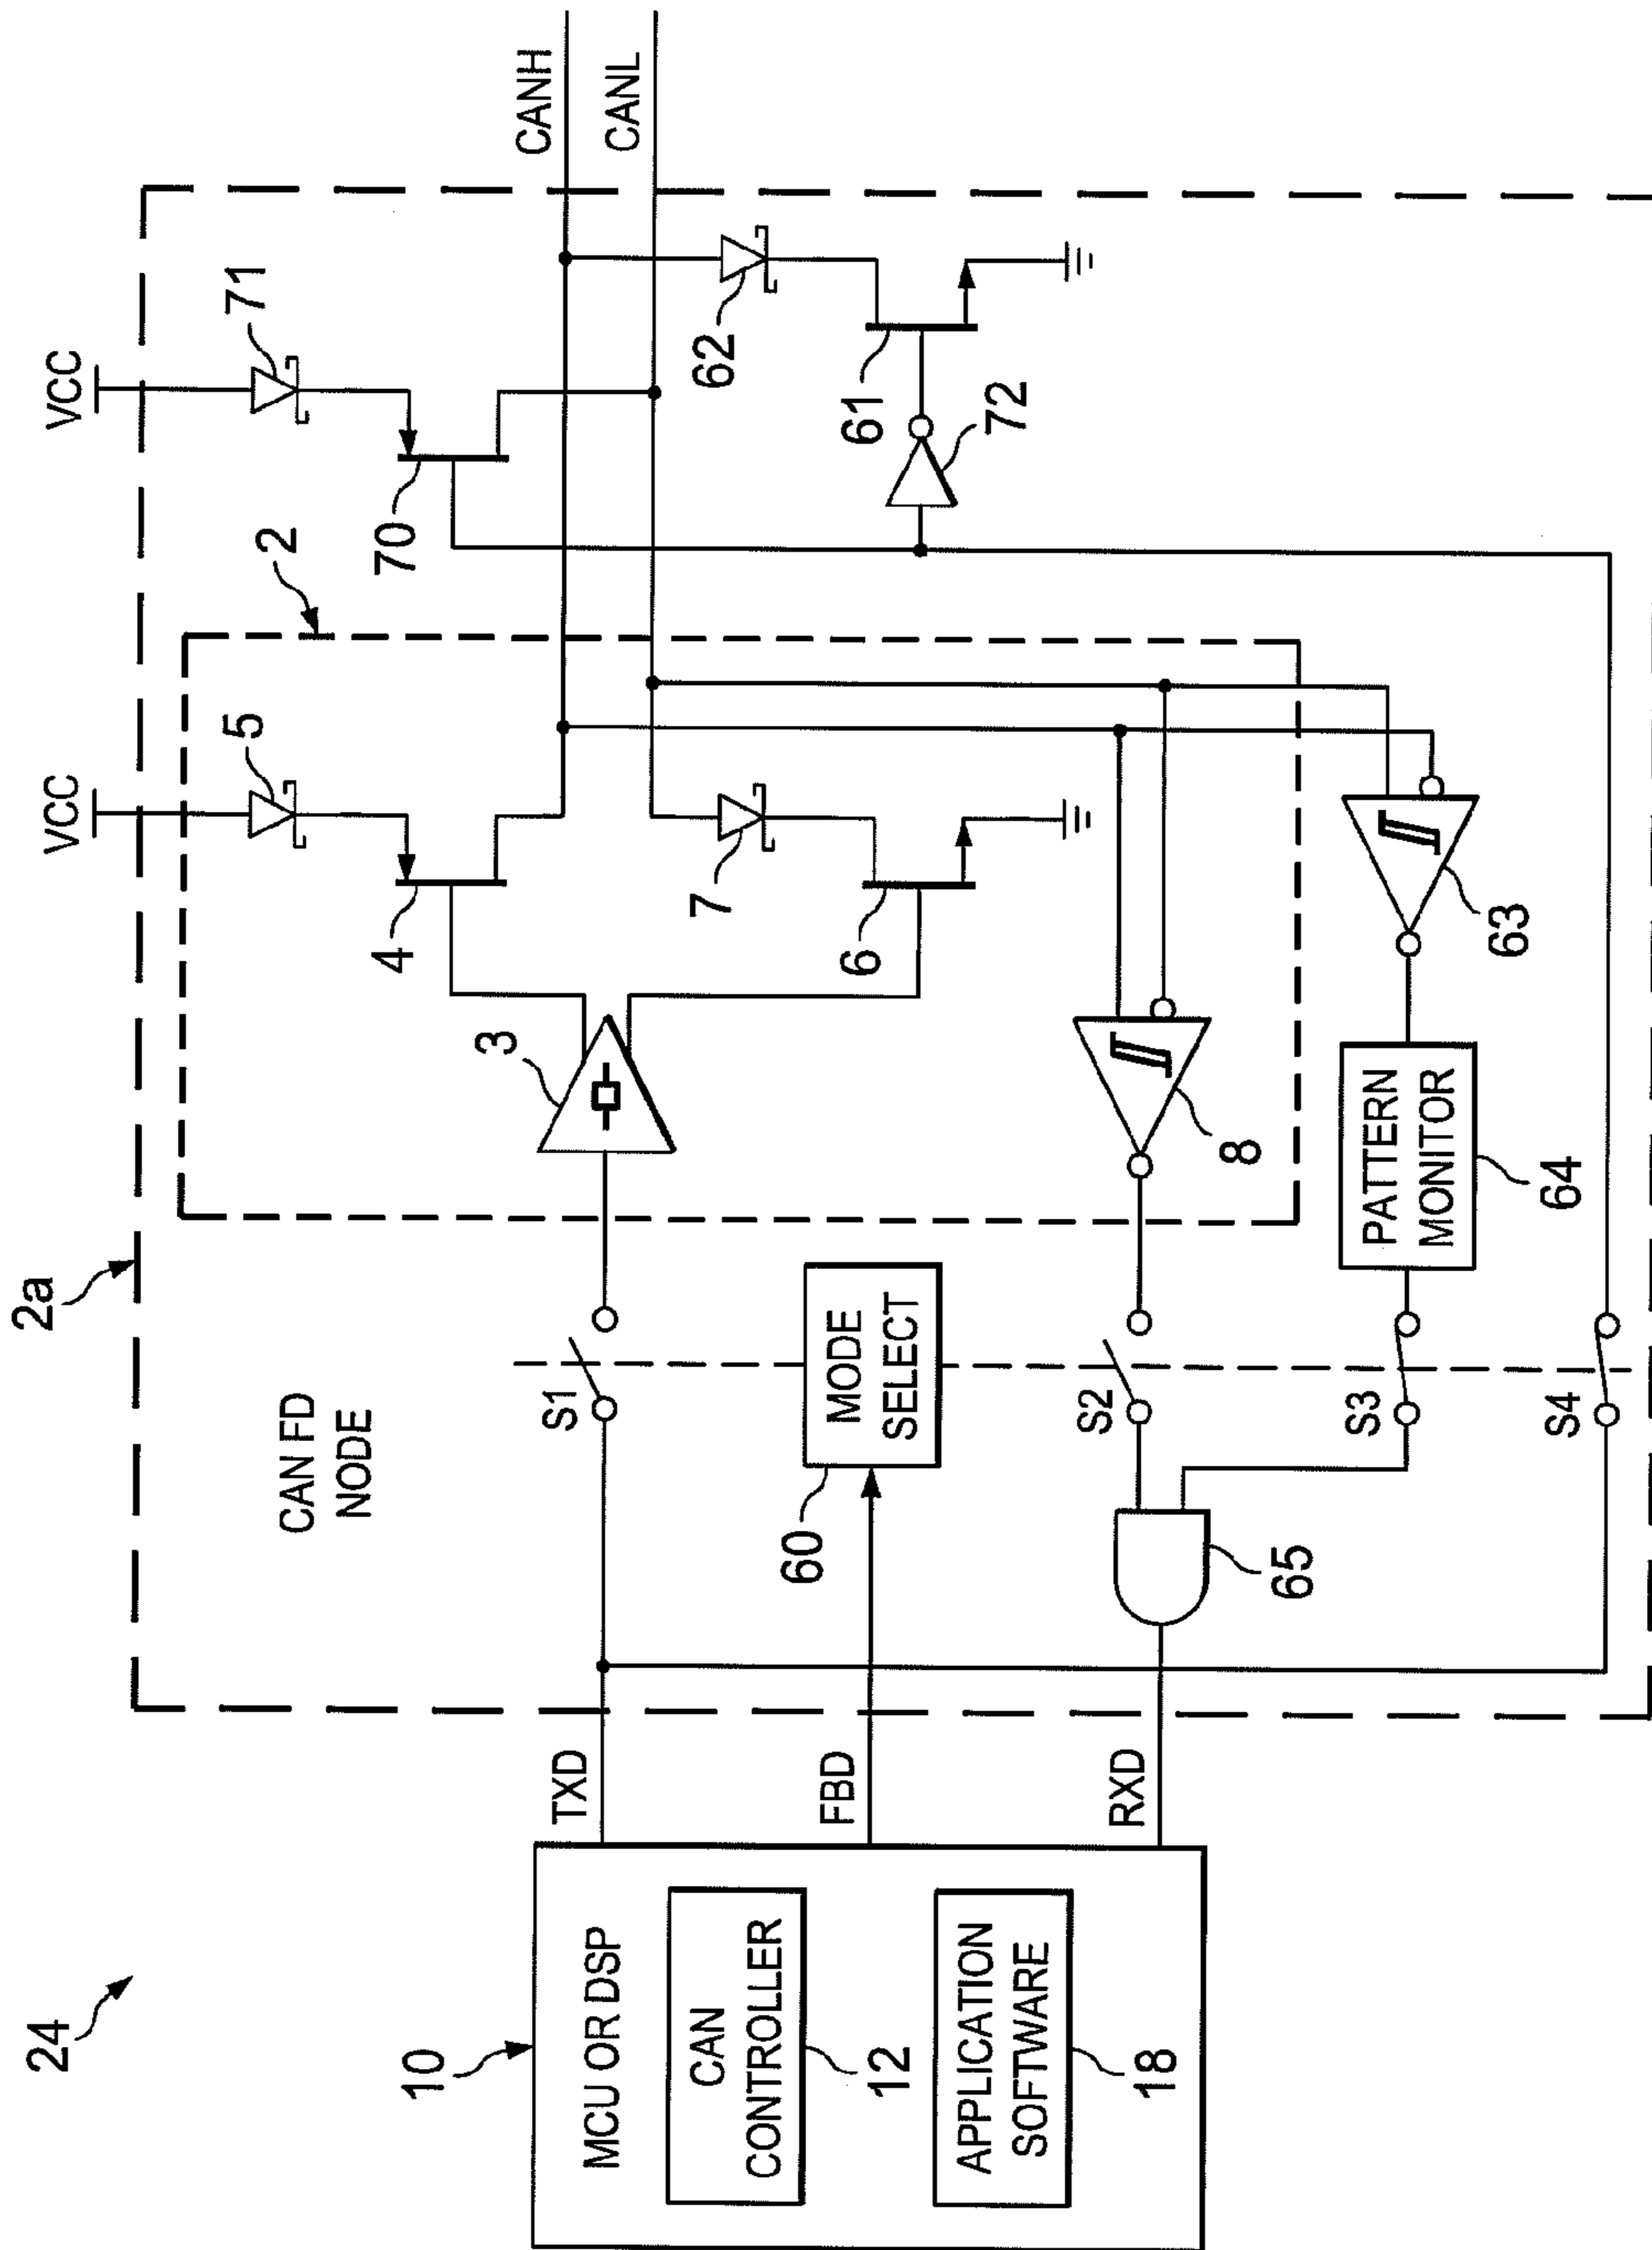 24
10
MCU OR DSP
CAN
CONTROLLER
12
APPLICATION
SOFTWARE
18
TXD
FBD
RXD
2a
CAN FD
NODE
S1
MODE
SELECT
60
S2
S3
S4
65
2
VCC
5
4
3
7
6
8
PATTERN
MONITOR
64
63
VCC
71
70
62
61
72
CANH
CANL